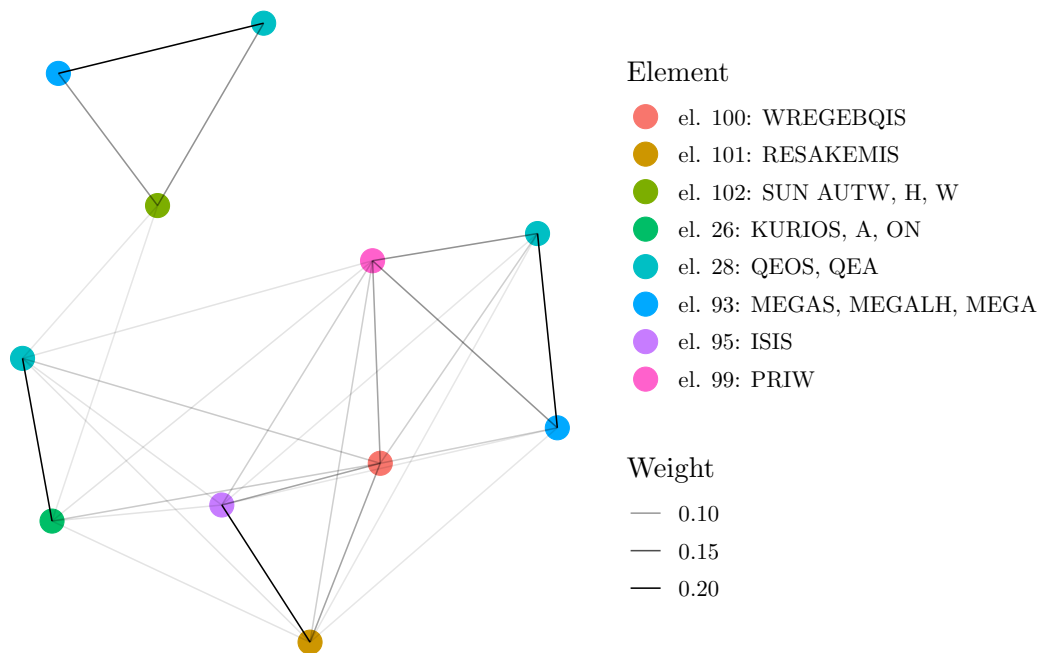 Element
el. 100: WREGEBQIS
el. 101: RESAKEMIS
el. 102: SUN AUTW, H, W
el. 26: KURIOS, A, ON
el. 28: QEOS, QEA
el. 93: MEGAS, MEGALH, MEGA
el. 95: ISIS
el. 99: PRIW
Weight
0.10
0.15
0.20